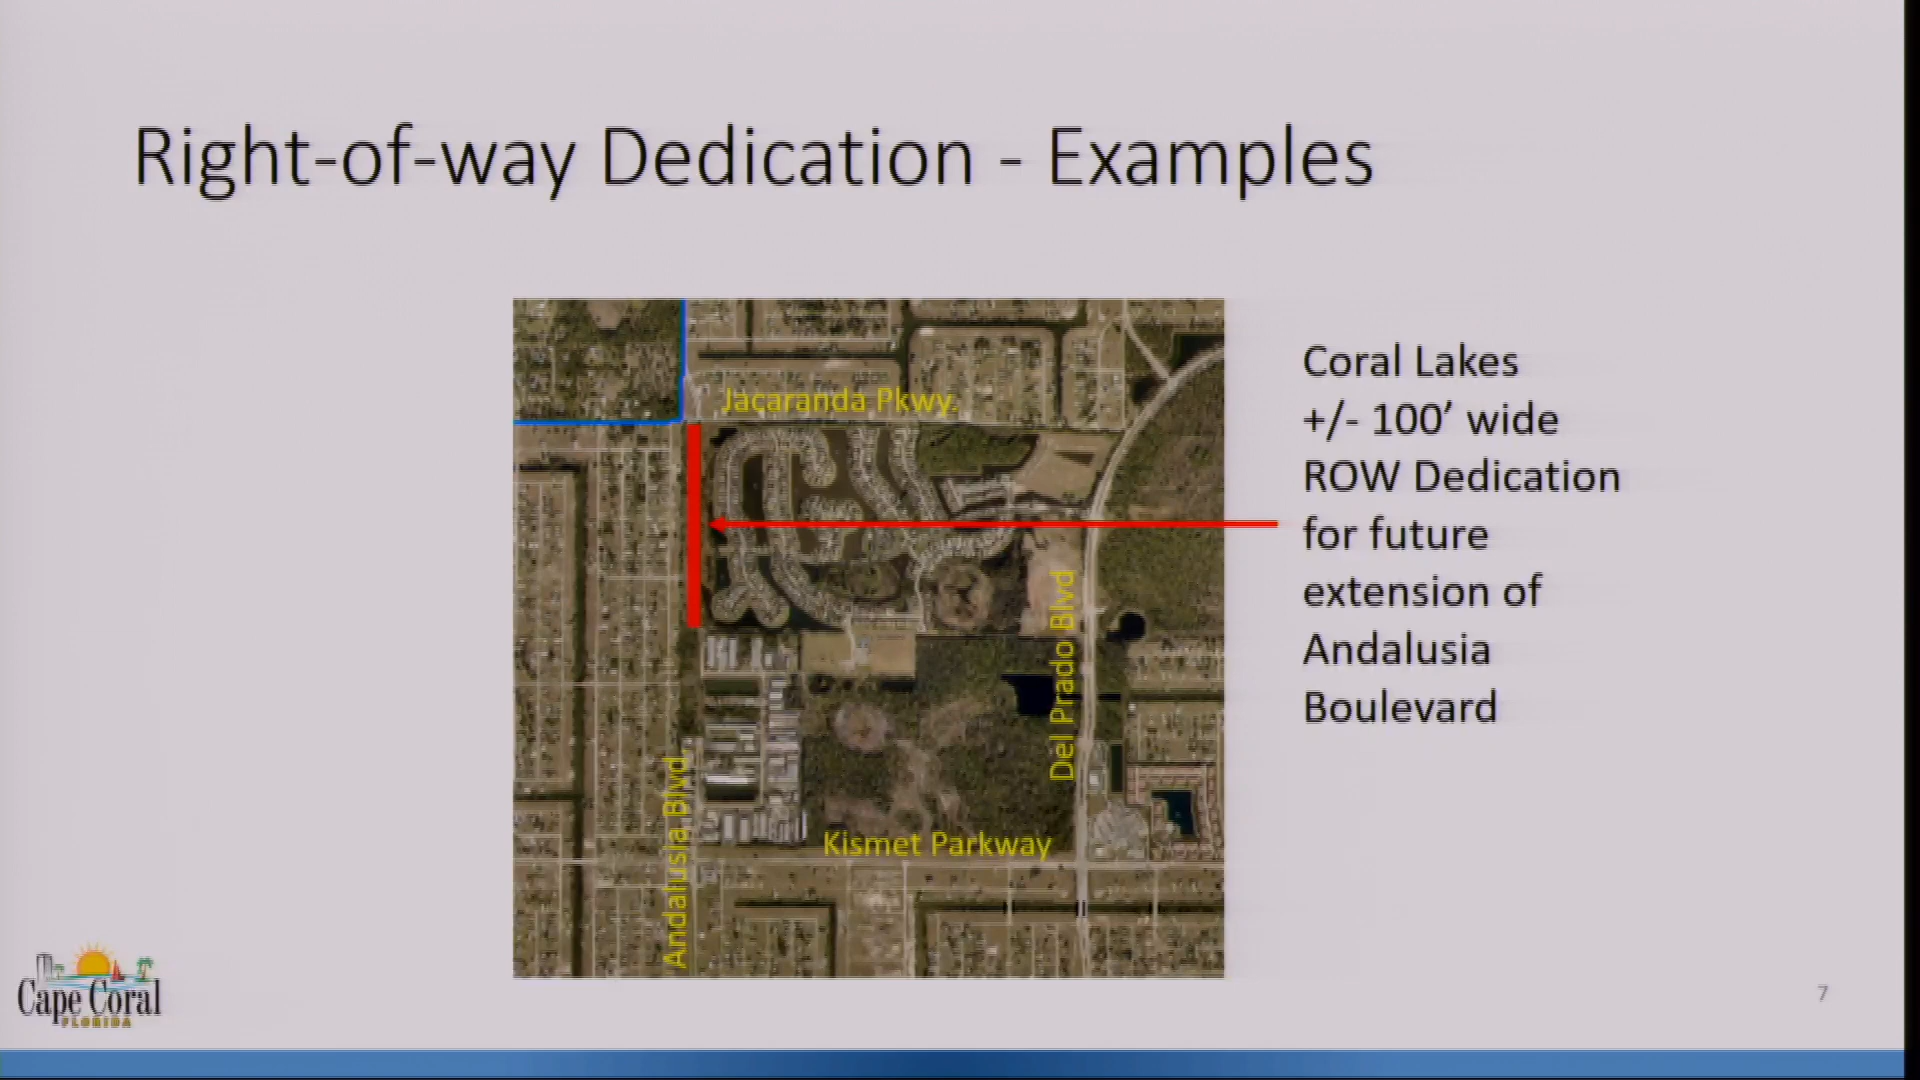 Right-of-way Dedication - Examples
Jacaranda Pkwy.
Coral Lakes
+/- 100’ wide
ROW Dedication
for future
extension of
Andalusia
Boulevard
Del Prado Blvd
Andalusia Blvd.
Kismet Parkway
Cape Coral
FLORIDA
7